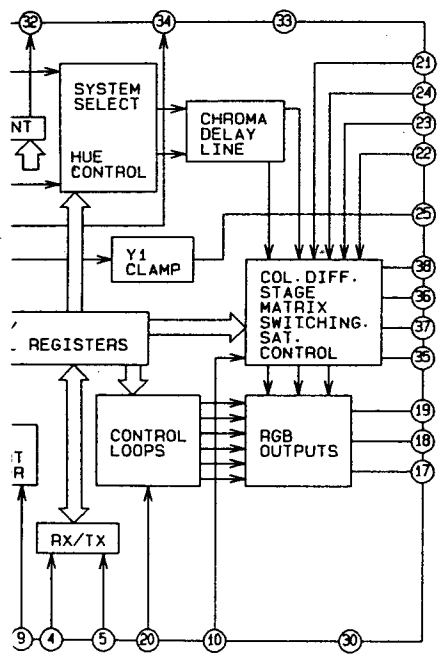 32
34
33
SYSTEM
SELECT
HUE
CONTROL
NT
CHROMA
DELAY
LINE
21
24
23
22
25
Y1
CLAMP
COL. DIFF.
STAGE
MATRIX
SWITCHING.
SAT.
CONTROL
38
36
37
35
REGISTERS
CONTROL
LOOPS
RGB
OUTPUTS
19
18
17
T
R
RX/TX
9
4
5
20
10
30